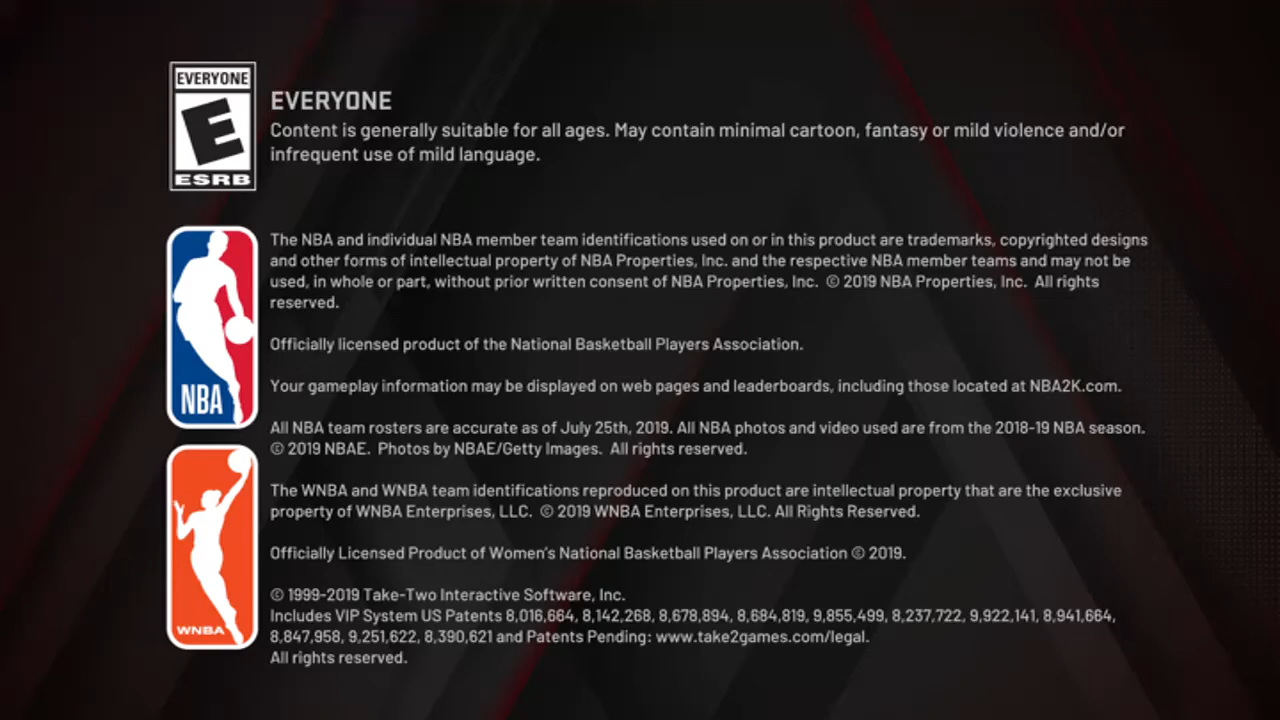 EVERYONE
E
ESRB
EVERYONE
Content is generally suitable for all ages. May contain minimal cartoon, fantasy or mild violence and/or
infrequent use of mild language.
NBA
The NBA and individual NBA member team identifications used on or in this product are trademarks, copyrighted designs
and other forms of intellectual property of NBA Properties, Inc. and the respective NBA member teams and may not be
used, in whole or part, without prior written consent of NBA Properties, Inc. © 2019 NBA Properties, Inc. All rights
reserved.
Officially licensed product of the National Basketball Players Association.
Your gameplay information may be displayed on web pages and leaderboards, including those located at NBA2K.com.
All NBA team rosters are accurate as of July 25th, 2019. All NBA photos and video used are from the 2018-19 NBA season.
© 2019 NBAE. Photos by NBAE/Getty Images. All rights reserved.
WNBA
The WNBA and WNBA team identifications reproduced on this product are intellectual property that are the exclusive
property of WNBA Enterprises, LLC. © 2019 WNBA Enterprises, LLC. All Rights Reserved.
Officially Licensed Product of Women's National Basketball Players Association © 2019.
© 1999-2019 Take-Two Interactive Software, Inc.
Includes VIP System US Patents 8,016,664, 8,142,268, 8,678,894, 8,684,819, 9,855,499, 8,237,722, 9,922,141, 8,941,664,
8,847,958, 9,251,622, 8,390,621 and Patents Pending: www.take2games.com/legal.
All rights reserved.